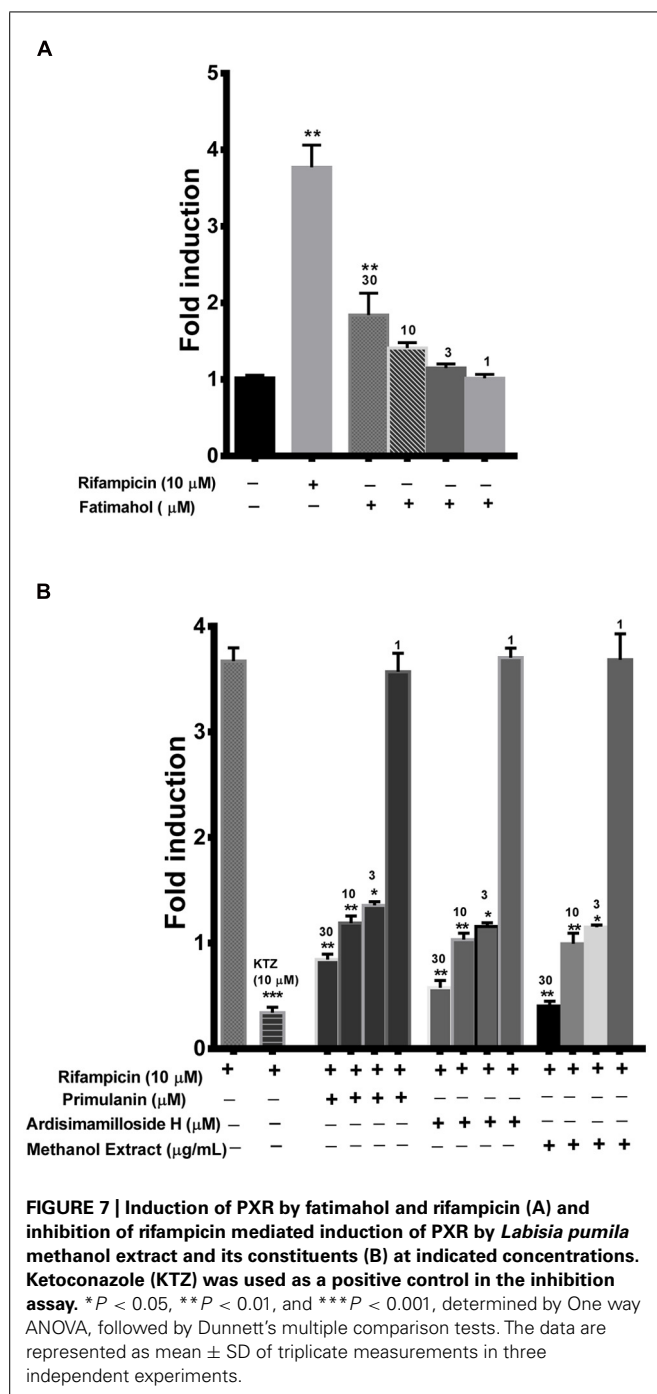 A
5
4
3
2
1
0
Fold induction
**
**
30
10
3
1
Rifampicin (10 μM) – + – – – –
Fatimahol ( μM) – – + + + +
B
4
3
2
1
0
Fold induction
KTZ
(10 μM)
***
30
**
10
**
3
*
1
30
**
10
**
3
*
1
30
**
10
**
3
*
1
Rifampicin (10 μM) + + + + + + + + + + + + + +
Primulanin (μM) – – + + + + – – – – – – – –
Ardisimamilloside H (μM) – – – – – – + + + + – – – –
Methanol Extract (μg/mL) – – – – – – – – – – + + + +
FIGURE 7 | Induction of PXR by fatimahol and rifampicin (A) and
inhibition of rifampicin mediated induction of PXR by Labisia pumila
methanol extract and its constituents (B) at indicated concentrations.
Ketoconazole (KTZ) was used as a positive control in the inhibition
assay. *P < 0.05, **P < 0.01, and ***P < 0.001, determined by One way
ANOVA, followed by Dunnett's multiple comparison tests. The data are
represented as mean ± SD of triplicate measurements in three
independent experiments.